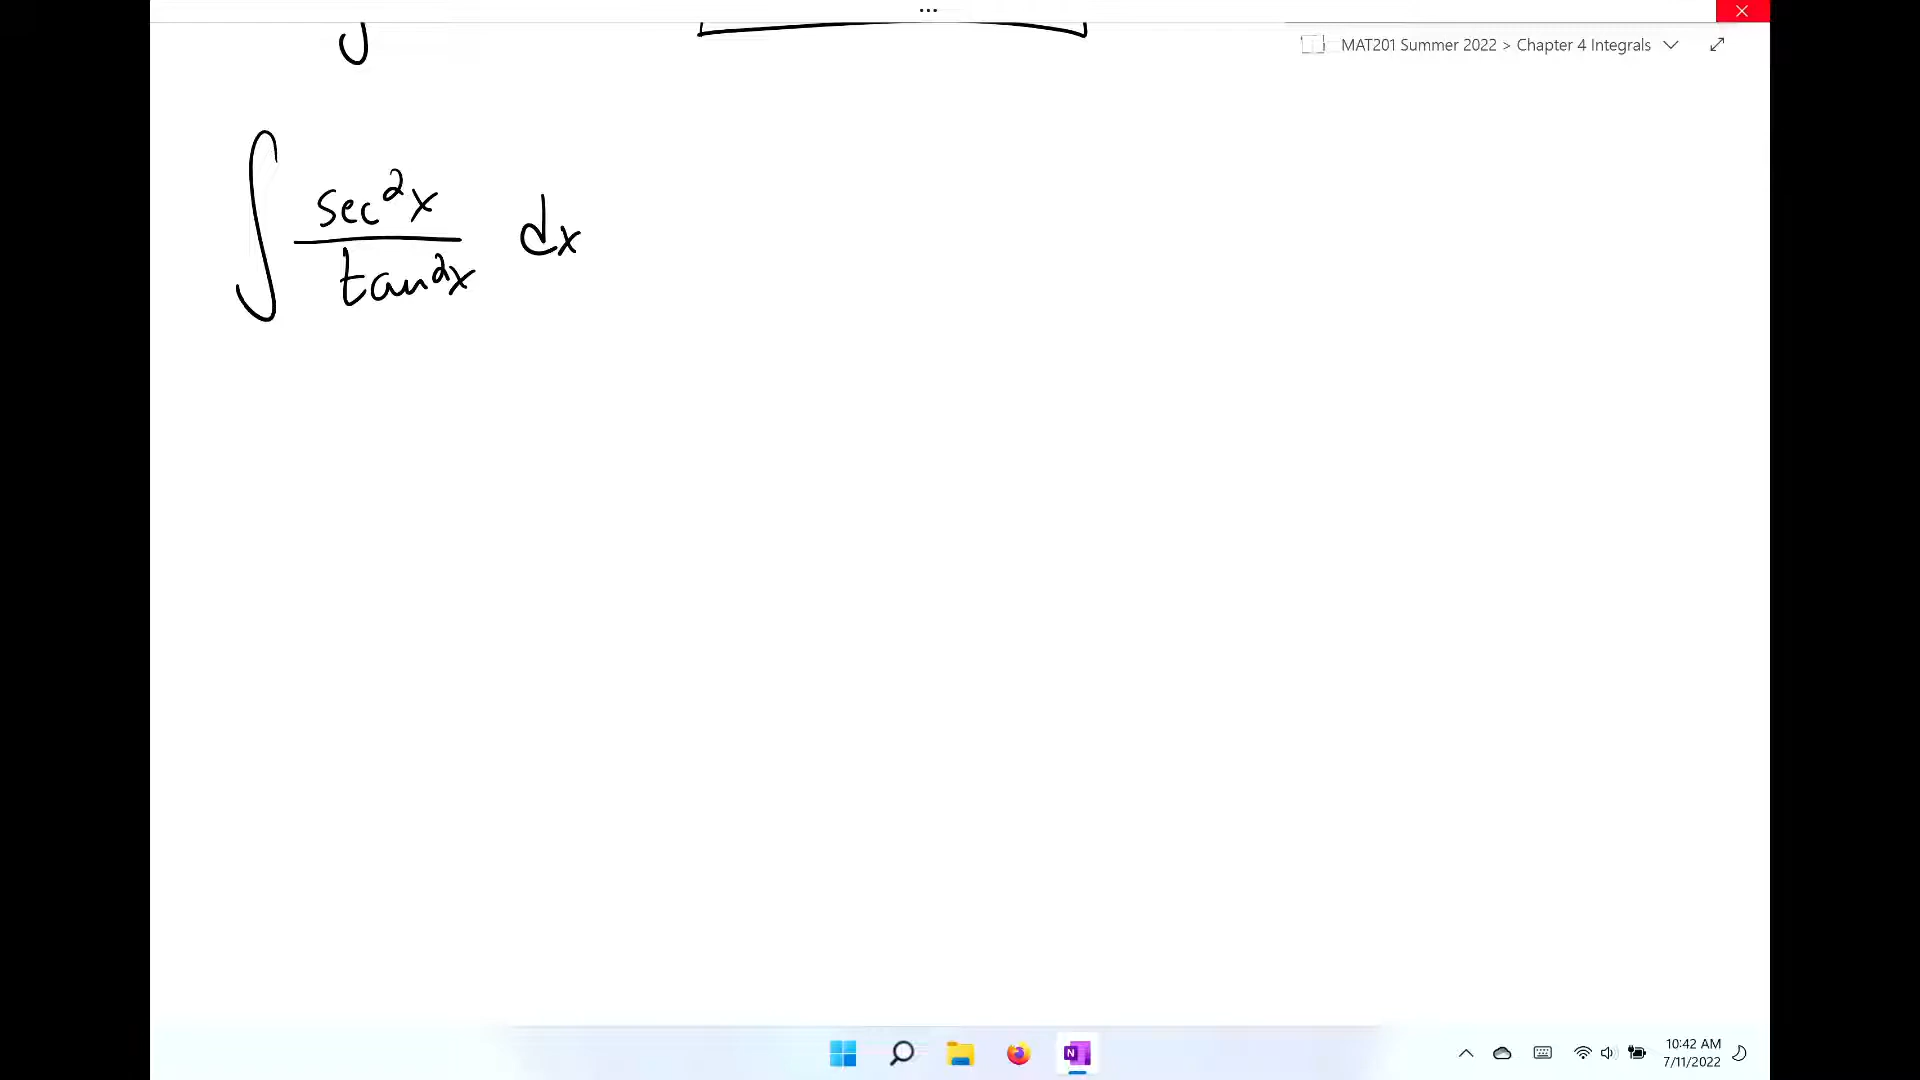 MAT201 Summer 2022 > Chapter 4 Integrals
∫ sec²x / tan²x dx
10:42 AM
7/11/2022